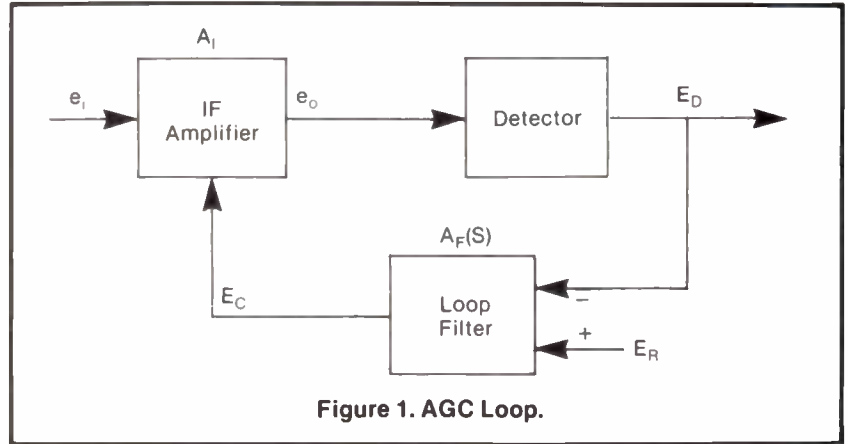 A_I
e_i
IF
Amplifier
e_o
Detector
E_D
A_F(S)
E_C
Loop
Filter
−
+
E_R
Figure 1. AGC Loop.